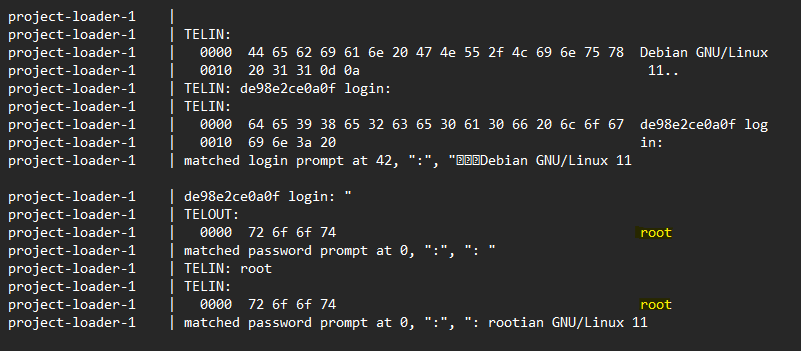 project-loader-1 |
project-loader-1 | TELIN:
project-loader-1 | 0000 44 65 62 69 61 6e 20 47 4e 55 2f 4c 69 6e 75 78 Debian GNU/Linux
project-loader-1 | 0010 20 31 31 0d 0a 11..
project-loader-1 | TELIN: de98e2ce0a0f login:
project-loader-1 | TELIN:
project-loader-1 | 0000 64 65 39 38 65 32 63 65 30 61 30 66 20 6c 6f 67 de98e2ce0a0f log
project-loader-1 | 0010 69 6e 3a 20 in:
project-loader-1 | matched login prompt at 42, ":", "Debian GNU/Linux 11
project-loader-1 | de98e2ce0a0f login: "
project-loader-1 | TELOUT:
project-loader-1 | 0000 72 6f 6f 74 root
project-loader-1 | matched password prompt at 0, ":", ": "
project-loader-1 | TELIN: root
project-loader-1 | TELIN:
project-loader-1 | 0000 72 6f 6f 74 root
project-loader-1 | matched password prompt at 0, ":", ": rootian GNU/Linux 11